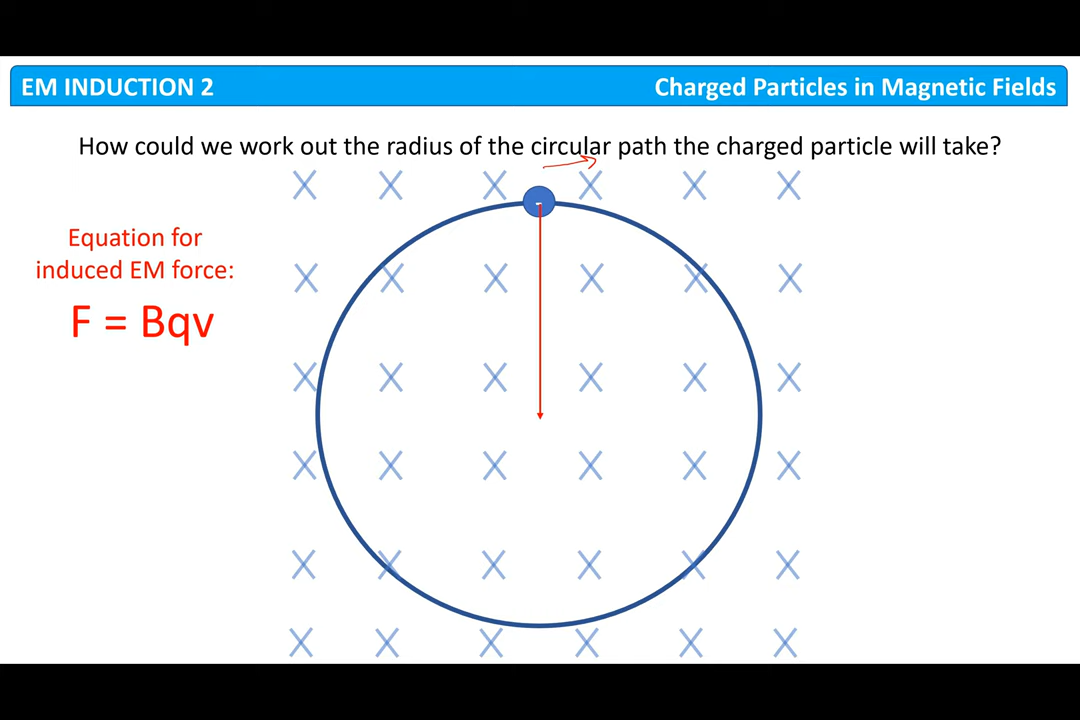 EM INDUCTION 2
Charged Particles in Magnetic Fields
How could we work out the radius of the circular path the charged particle will take?
X X X X X X
-
Equation for
induced EM force:
X X X X X X
F = Bqv
X X X X X X
X X X X X X
X X X X X X
X X X X X X